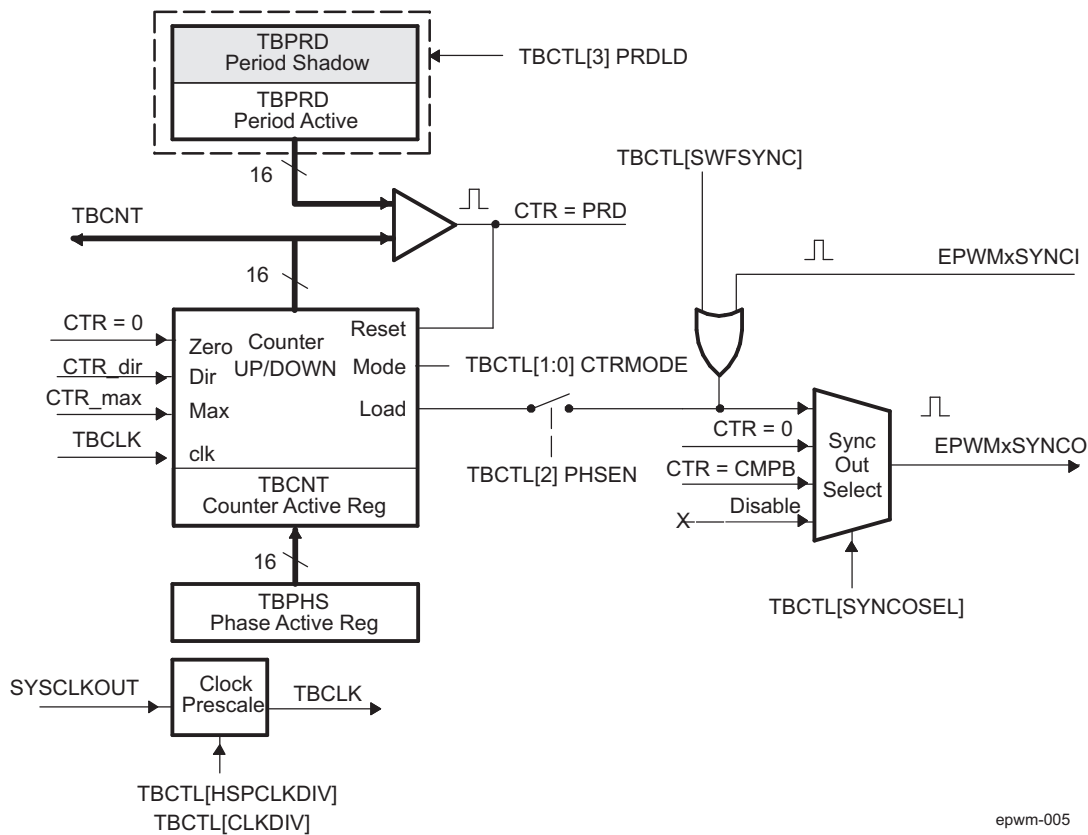 TBPRD
Period Shadow
TBPRD
Period Active
TBCTL[3] PRDLD
16
TBCTL[SWFSYNC]
TBCNT
CTR = PRD
EPWMxSYNCI
16
CTR = 0
CTR_dir
CTR_max
TBCLK
Zero
Dir
Max
clk
Counter
UP/DOWN
Reset
Mode
Load
TBCTL[1:0] CTRMODE
TBCTL[2] PHSEN
TBCNT
Counter Active Reg
CTR = 0
CTR = CMPB
Disable
X
Sync
Out
Select
EPWMxSYNCO
TBCTL[SYNCOSEL]
16
TBPHS
Phase Active Reg
SYSCLKOUT
Clock
Prescale
TBCLK
TBCTL[HSPCLKDIV]
TBCTL[CLKDIV]
epwm-005